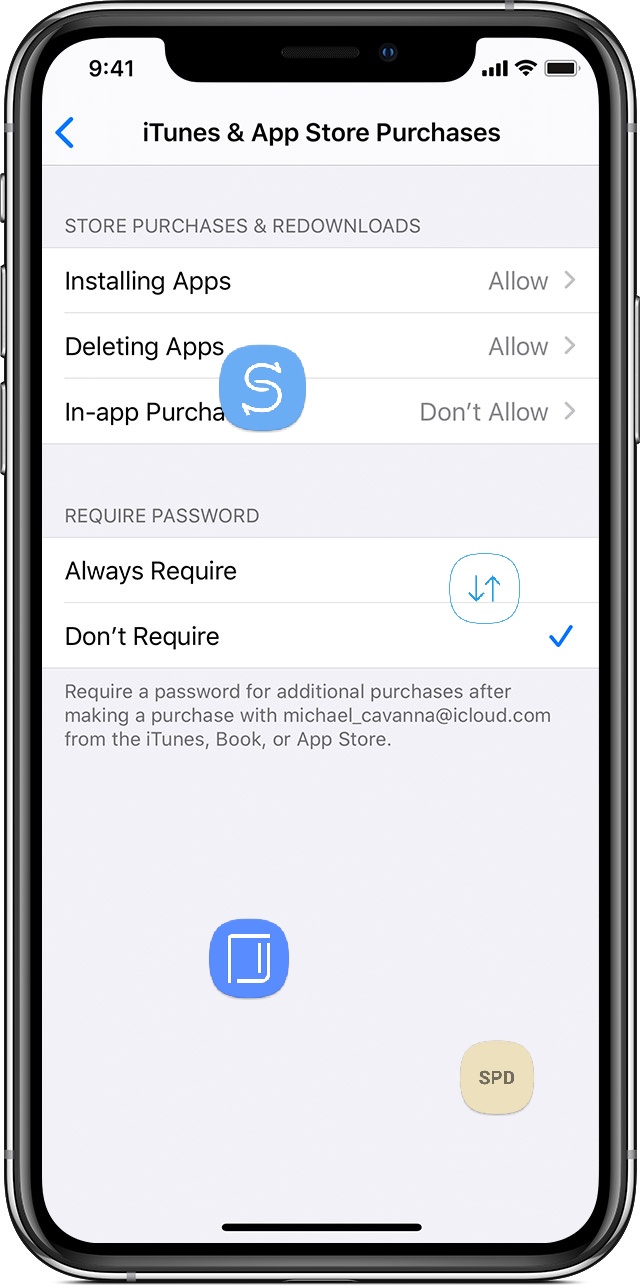 9:41
iTunes & App Store Purchases
STORE PURCHASES & REDOWNLOADS
Installing Apps Allow
Deleting Apps Allow
In-app Purcha Don’t Allow
REQUIRE PASSWORD
Always Require
Don’t Require
Require a password for additional purchases after
making a purchase with michael_cavanna@icloud.com
from the iTunes, Book, or App Store.
SPD